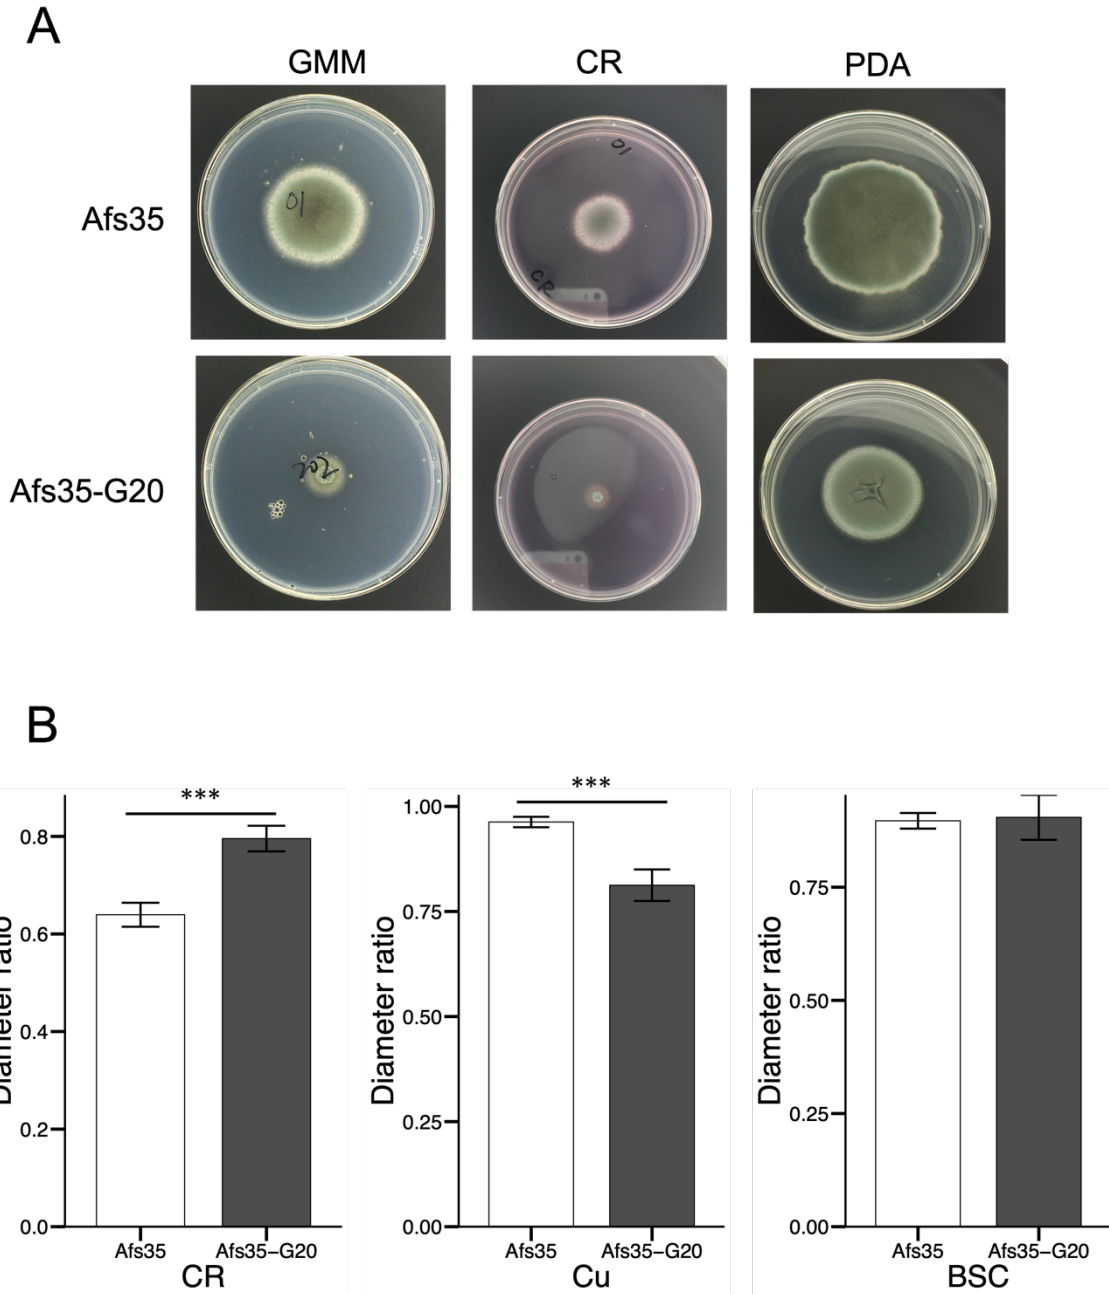 A
GMM CR PDA
Afs35
01
01
CR
Afs35-G20
202
B
***
***
0.8
0.6
0.4
0.2
0.0
Diameter ratio
Afs35 Afs35-G20
CR
1.00
0.75
0.50
0.25
0.00
Diameter ratio
Afs35 Afs35-G20
Cu
0.75
0.50
0.25
0.00
Diameter ratio
Afs35 Afs35-G20
BSC